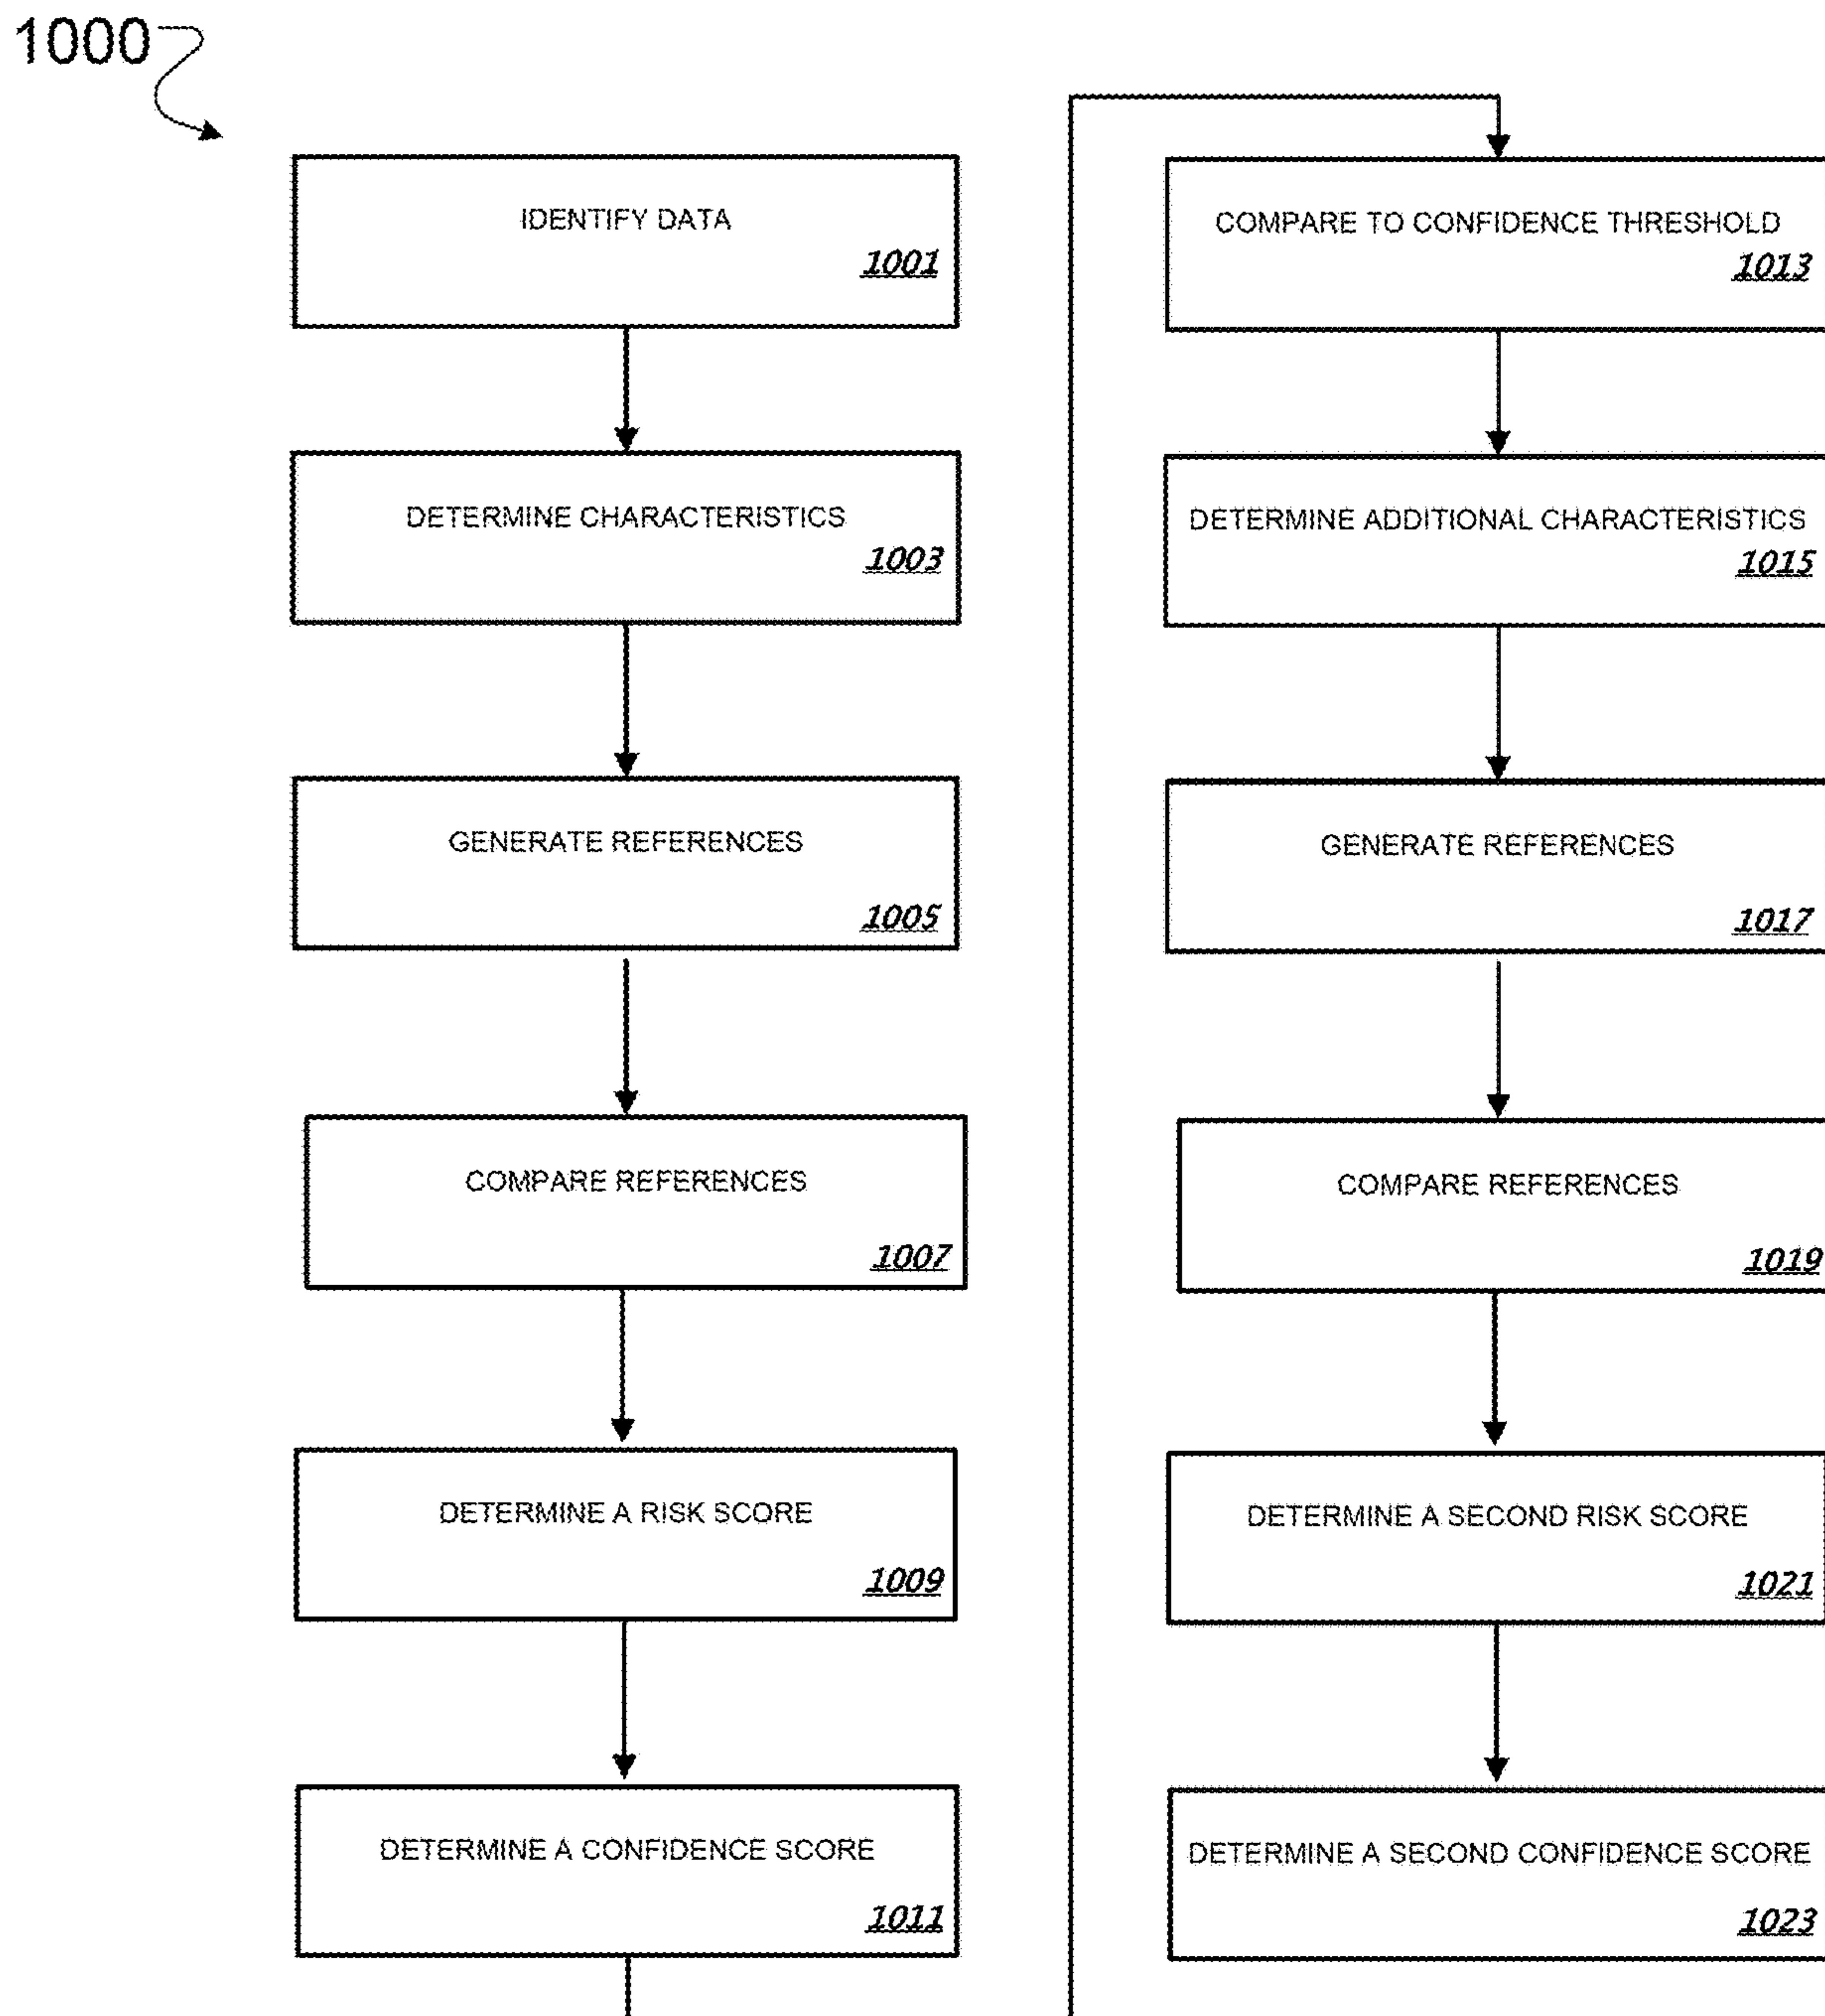 1000
IDENTIFY DATA
1001
DETERMINE CHARACTERISTICS
1003
GENERATE REFERENCES
1005
COMPARE REFERENCES
1007
DETERMINE A RISK SCORE
1009
DETERMINE A CONFIDENCE SCORE
1011
COMPARE TO CONFIDENCE THRESHOLD
1013
DETERMINE ADDITIONAL CHARACTERISTICS
1015
GENERATE REFERENCES
1017
COMPARE REFERENCES
1019
DETERMINE A SECOND RISK SCORE
1021
DETERMINE A SECOND CONFIDENCE SCORE
1023